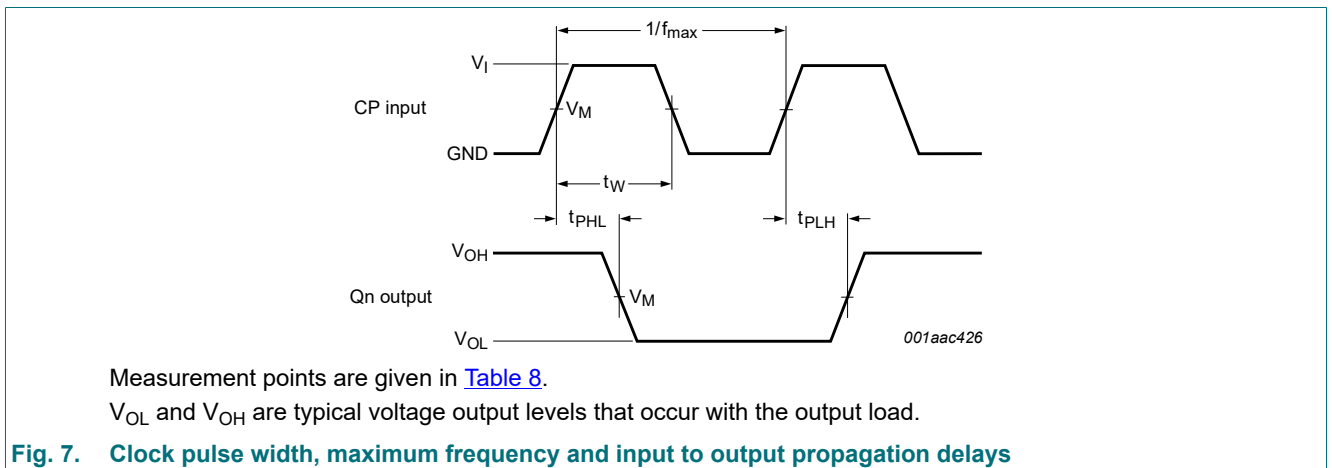 1/fmax
VI
CP input
VM
GND
tW
tPHL
tPLH
VOH
Qn output
VM
VOL
001aac426
Measurement points are given in Table 8.
VOL and VOH are typical voltage output levels that occur with the output load.
Fig. 7. Clock pulse width, maximum frequency and input to output propagation delays